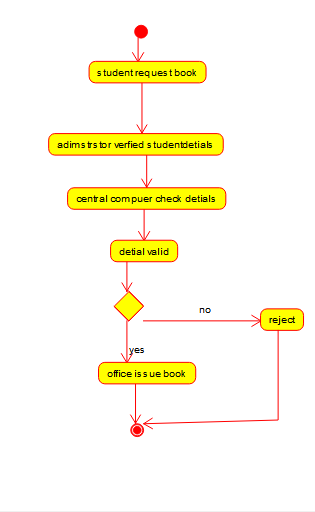 student request book
adimstrstor verfied studentdetials
central compuer check detials
detial valid
no
reject
yes
office issue book